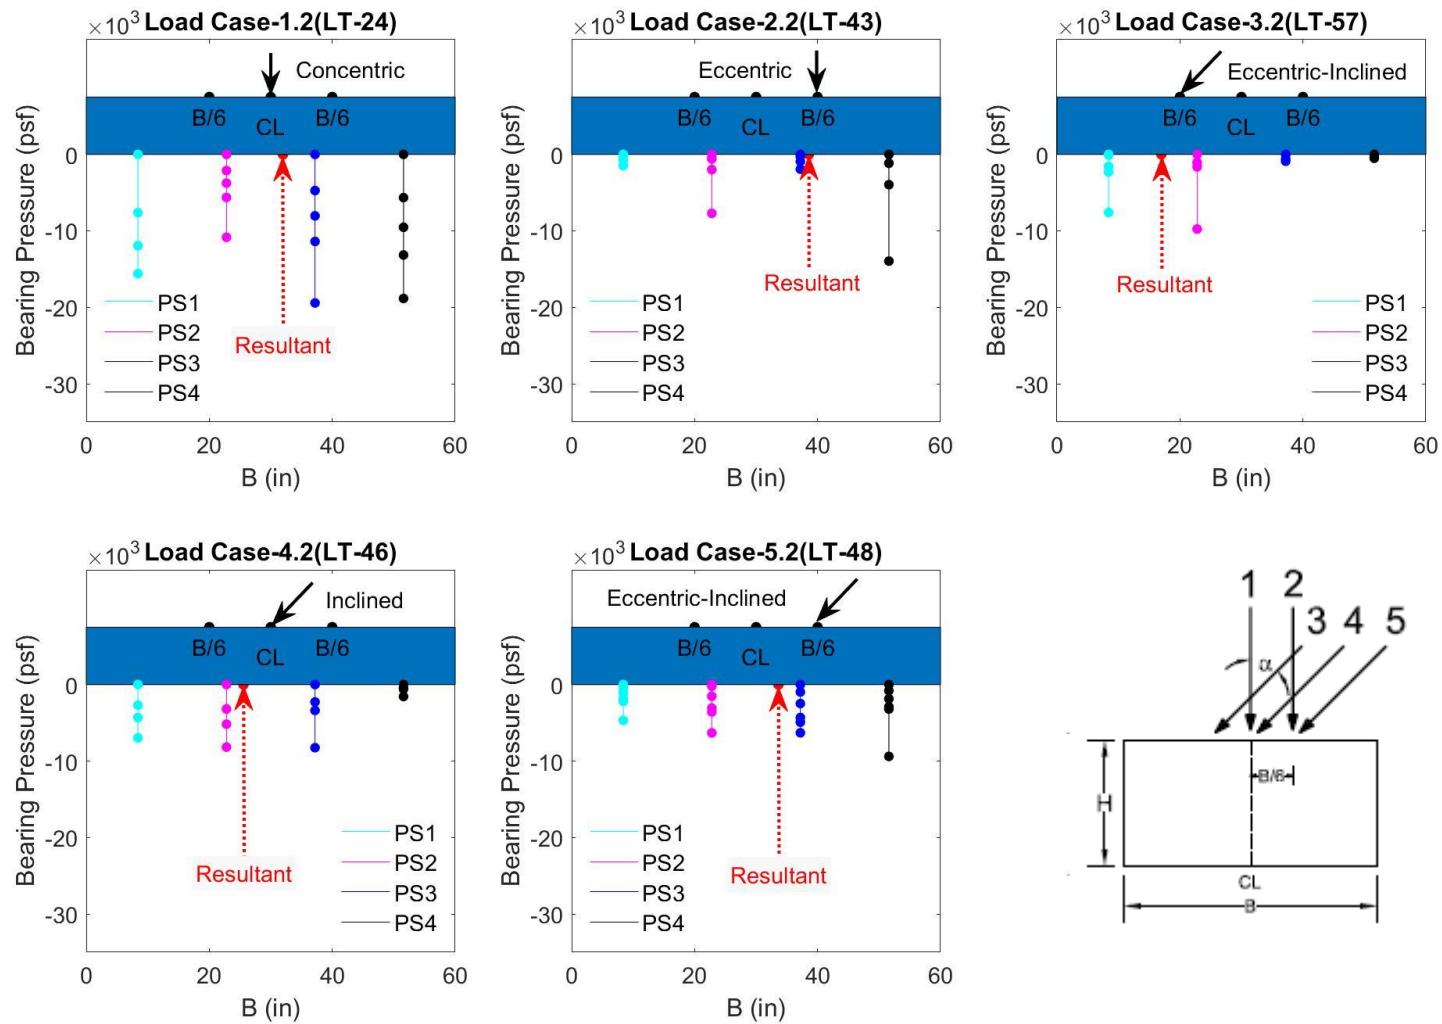 ×10³ Load Case-1.2(LT-24)
Concentric
B/6 CL B/6
0
-10
-20
-30
Bearing Pressure (psf)
PS1
PS2
PS3
PS4
Resultant
0 20 40 60
B (in)
×10³ Load Case-2.2(LT-43)
Eccentric
B/6 CL B/6
0
-10
-20
-30
Bearing Pressure (psf)
Resultant
PS1
PS2
PS3
PS4
0 20 40 60
B (in)
×10³ Load Case-3.2(LT-57)
Eccentric-Inclined
B/6 CL B/6
0
-10
-20
-30
Bearing Pressure (psf)
Resultant
PS1
PS2
PS3
PS4
0 20 40 60
B (in)
×10³ Load Case-4.2(LT-46)
Inclined
B/6 CL B/6
0
-10
-20
-30
Bearing Pressure (psf)
Resultant
PS1
PS2
PS3
PS4
0 20 40 60
B (in)
×10³ Load Case-5.2(LT-48)
Eccentric-Inclined
B/6 CL B/6
0
-10
-20
-30
Bearing Pressure (psf)
PS1
PS2
PS3
PS4
Resultant
0 20 40 60
B (in)
1 2 3 4 5
α
B/6
H
CL
B